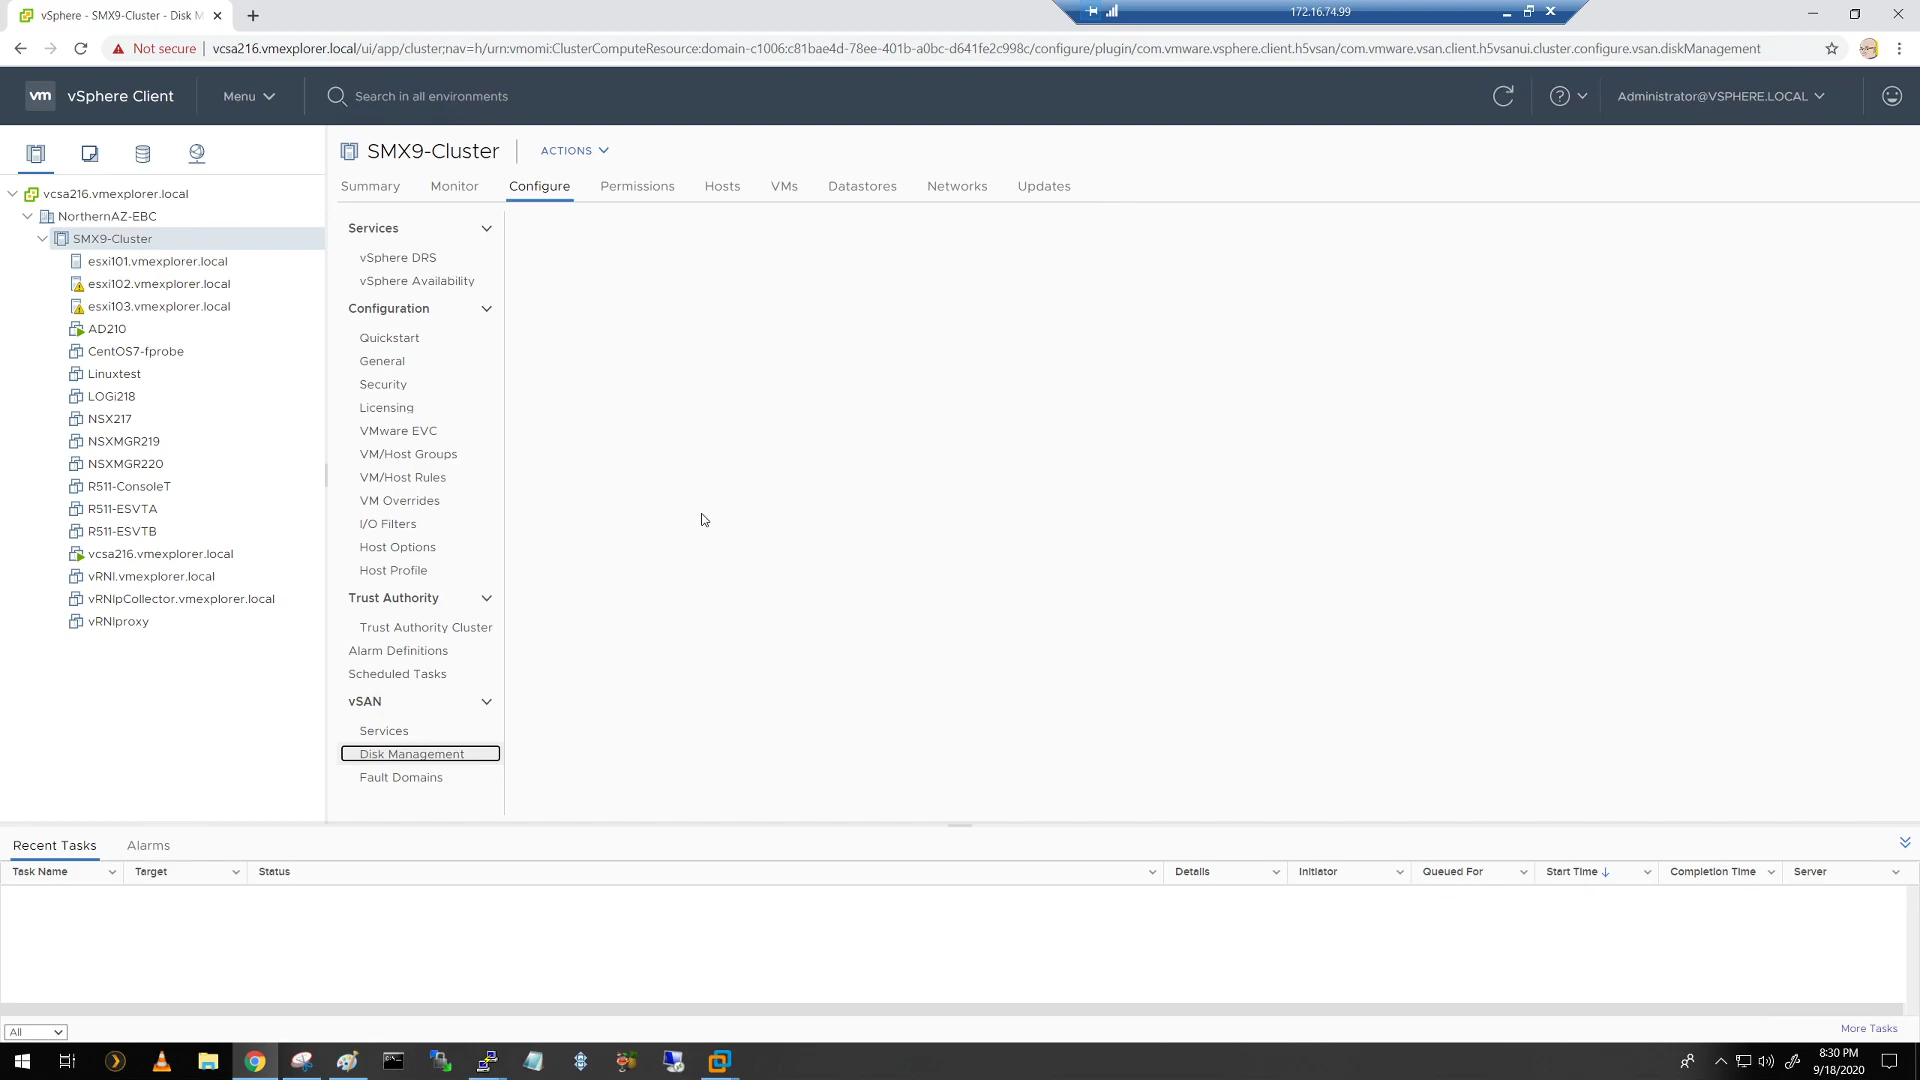 vSphere - SMX9-Cluster - Disk M
172.16.74.99
Not secure
vcsa216.vmexplorer.local/ui/app/cluster;nav=h/urn:vmomi:ClusterComputeResource:domain-c1006:c81bae4d-78ee-401b-a0bc-d641fe2c998c/configure/plugin/com.vmware.vsphere.client.h5vsan/com.vmware.vsan.client.h5vsanui.cluster.configure.vsan.diskManagement
vm
vSphere Client
Menu
Search in all environments
Administrator@VSPHERE.LOCAL
vcsa216.vmexplorer.local
NorthernAZ-EBC
SMX9-Cluster
esxi101.vmexplorer.local
esxi102.vmexplorer.local
esxi103.vmexplorer.local
AD210
CentOS7-fprobe
Linuxtest
LOGi218
NSX217
NSXMGR219
NSXMGR220
R511-ConsoleT
R511-ESVTA
R511-ESVTB
vcsa216.vmexplorer.local
vRNI.vmexplorer.local
vRNIpCollector.vmexplorer.local
vRNIproxy
SMX9-Cluster
ACTIONS
Summary
Monitor
Configure
Permissions
Hosts
VMs
Datastores
Networks
Updates
Services
vSphere DRS
vSphere Availability
Configuration
Quickstart
General
Security
Licensing
VMware EVC
VM/Host Groups
VM/Host Rules
VM Overrides
I/O Filters
Host Options
Host Profile
Trust Authority
Trust Authority Cluster
Alarm Definitions
Scheduled Tasks
vSAN
Services
Disk Management
Fault Domains
Recent Tasks
Alarms
Task Name
Target
Status
Details
Initiator
Queued For
Start Time
Completion Time
Server
All
More Tasks
8:30 PM
9/18/2020